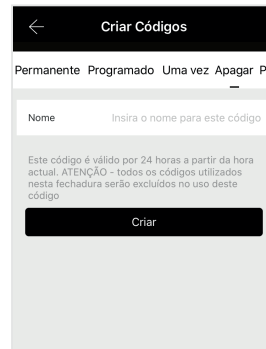 Criar Códigos
Permanente Programado Uma vez Apagar P
Nome Insira o nome para este código
Este código é válido por 24 horas a partir da hora
actual. ATENÇÃO - todos os códigos utilizados
nesta fechadura serão excluídos no uso deste
código
Criar